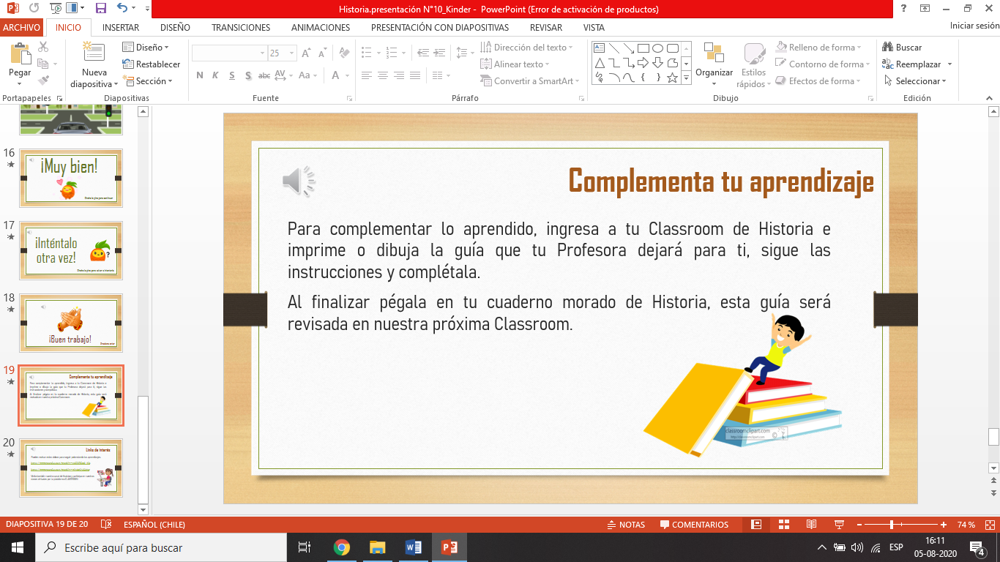 Historia.presentación N°10_Kinder - PowerPoint (Error de activación de productos)
Iniciar sesión
ARCHIVO INICIO INSERTAR DISEÑO TRANSICIONES ANIMACIONES PRESENTACIÓN CON DIAPOSITIVAS REVISAR VISTA
Pegar
Portapapeles
Nueva
diapositiva
Diseño
Restablecer
Sección
Diapositivas
25
N K S S abc AV Aa A
Fuente
Dirección del texto
Alinear texto
Convertir a SmartArt
Párrafo
Organizar
Estilos
rápidos
Relleno de forma
Contorno de forma
Efectos de forma
Dibujo
Buscar
Reemplazar
Seleccionar
Edición
16
¡Muy bien!
17
¡Inténtalo
otra vez!
18
¡Buen trabajo!
19
Complementa tu aprendizaje
20
Links de interés
Complementa tu aprendizaje
Para complementar lo aprendido, ingresa a tu Classroom de Historia e
imprime o dibuja la guía que tu Profesora dejará para ti, sigue las
instrucciones y complétala.
Al finalizar pégala en tu cuaderno morado de Historia, esta guía será
revisada en nuestra próxima Classroom.
classroomclipart.com
DIAPOSITIVA 19 DE 20 ESPAÑOL (CHILE) NOTAS COMENTARIOS 74 %
Escribe aquí para buscar
ESP
16:11
05-08-2020
4